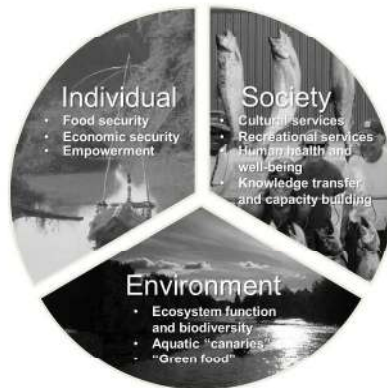 Individual
• Food security
• Economic security
• Empowerment
Society
• Cultural services
• Recreational services
• Human health and
well-being
• Knowledge transfer
and capacity building
Environment
• Ecosystem function
and biodiversity
• Aquatic "canaries"
• "Green food"